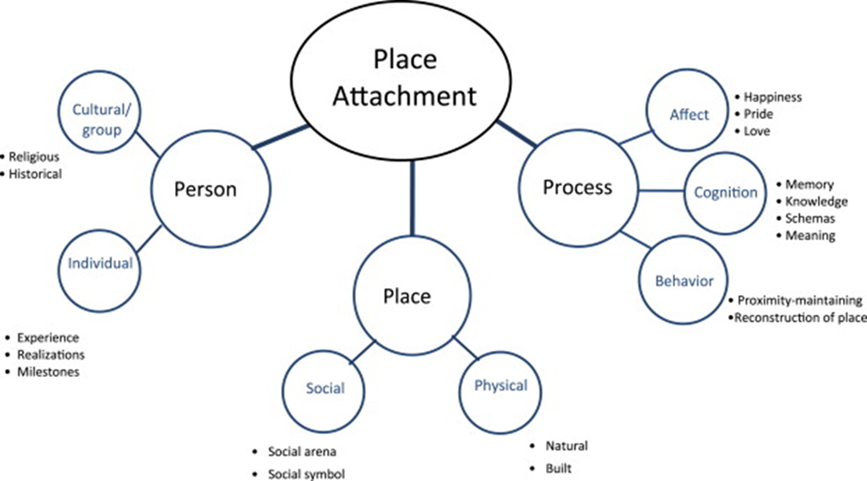 Place
Attachment
Cultural/
group
• Religious
• Historical
Person
Individual
• Experience
• Realizations
• Milestones
Place
Social
• Social arena
• Social symbol
Physical
• Natural
• Built
Process
Affect
• Happiness
• Pride
• Love
Cognition
• Memory
• Knowledge
• Schemas
• Meaning
Behavior
• Proximity-maintaining
•Reconstruction of place